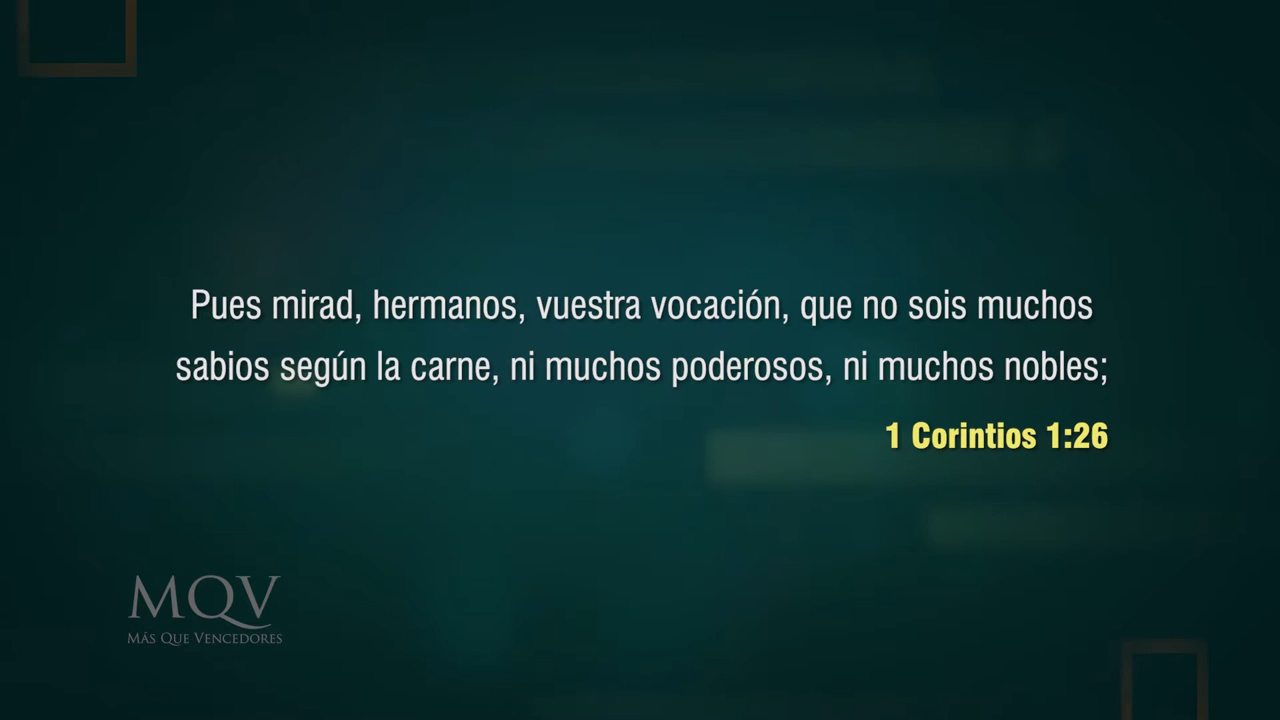 Pues mirad, hermanos, vuestra vocación, que no sois muchos
sabios según la carne, ni muchos poderosos, ni muchos nobles;
1 Corintios 1:26
MQV
MÁS QUE VENCEDORES